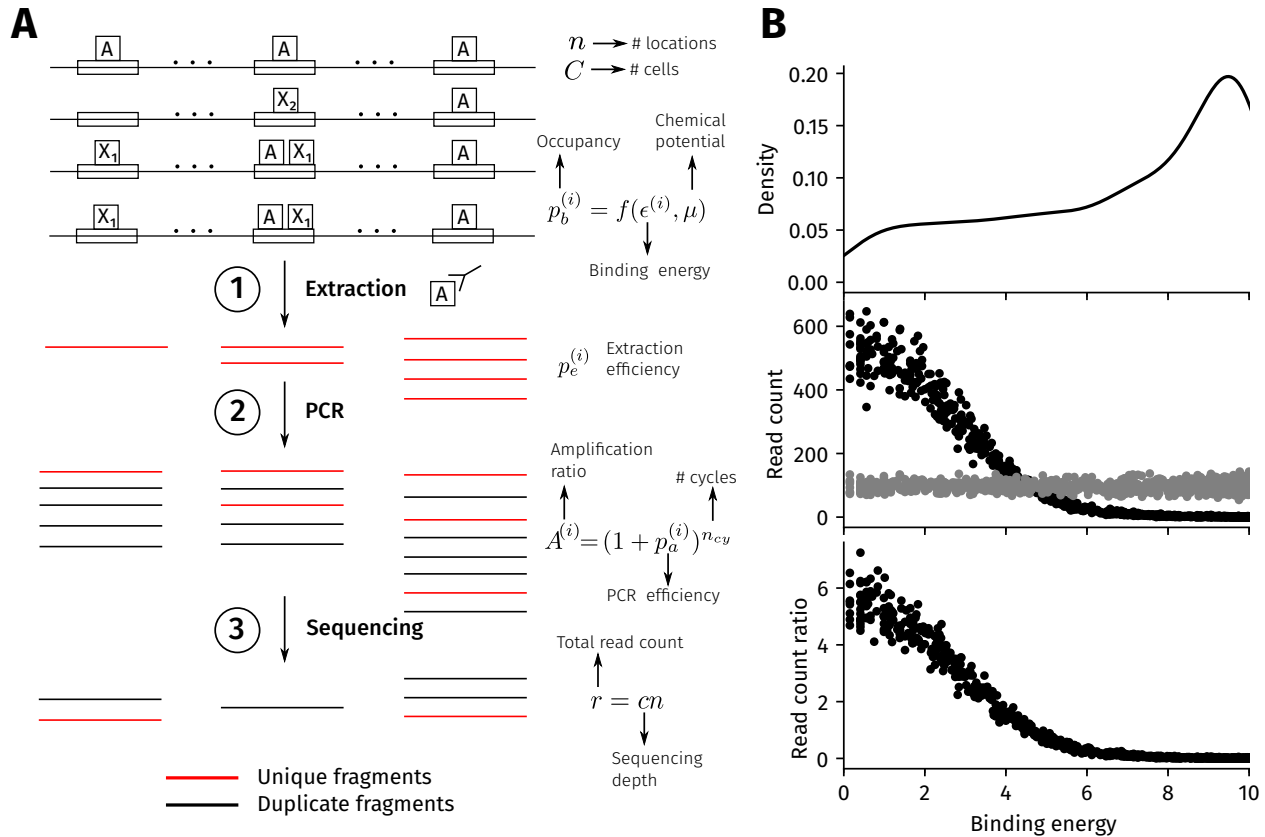 A
A
. . .
A
. . .
A
n → # locations
C → # cells
. . .
X₂
. . .
A
X₁
. . .
A X₁
. . .
A
X₁
. . .
A X₁
. . .
A
Occupancy
Chemical
potential
p_b^{(i)} = f(ϵ^{(i)}, μ)
Binding energy
1
Extraction
A
p_e^{(i)}
Extraction
efficiency
2
PCR
Amplification
ratio
# cycles
A^{(i)} = (1 + p_a^{(i)})^{n_{cy}}
PCR efficiency
3
Sequencing
Total read count
r = cn
Sequencing
depth
Unique fragments
Duplicate fragments
B
Density
0.20
0.15
0.10
0.05
0.00
Read count
600
400
200
0
Read count ratio
6
4
2
0
0 2 4 6 8 10
Binding energy